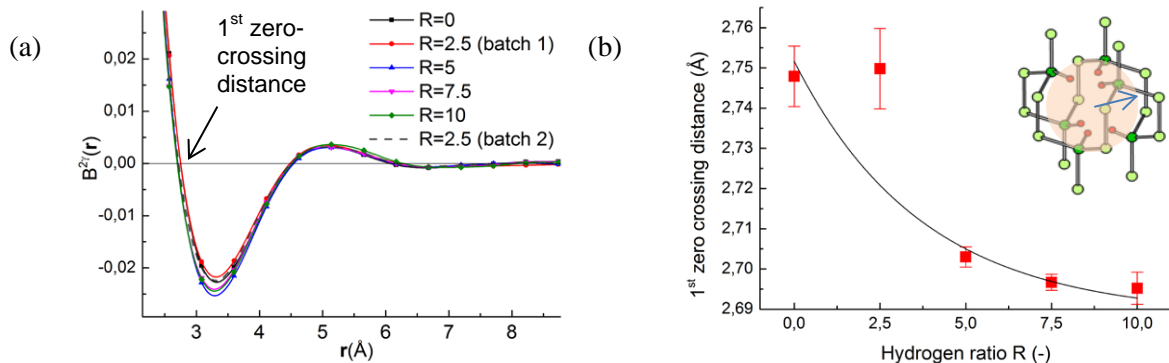 (a)
1st zero-
crossing
distance
R=0
R=2.5 (batch 1)
R=5
R=7.5
R=10
R=2.5 (batch 2)
0,02
0,01
0,00
-0,01
-0,02
B2γ(r)
3 4 5 6 7 8
r(Å)
(b)
2,76
2,75
2,74
2,73
2,72
2,71
2,70
2,69
1st zero crossing distance (Å)
0,0 2,5 5,0 7,5 10,0
Hydrogen ratio R (-)